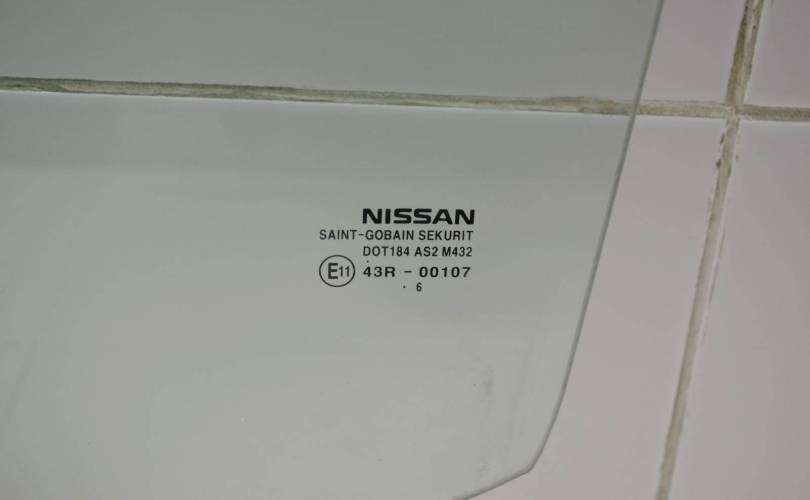 NISSAN
SAINT-GOBAIN SEKURIT
DOT184 AS2 M432
E11 43R - 00107
. 6